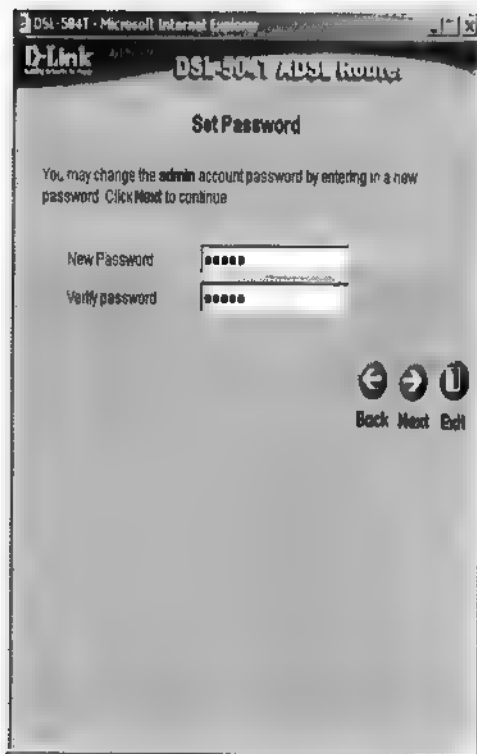 DSL-504T - Microsoft Internet Explorer
D-Link
DSL-504T ADSL Router
Set Password
You may change the admin account password by entering in a new
password. Click Next to continue
New Password
Verify password
Back Next Exit